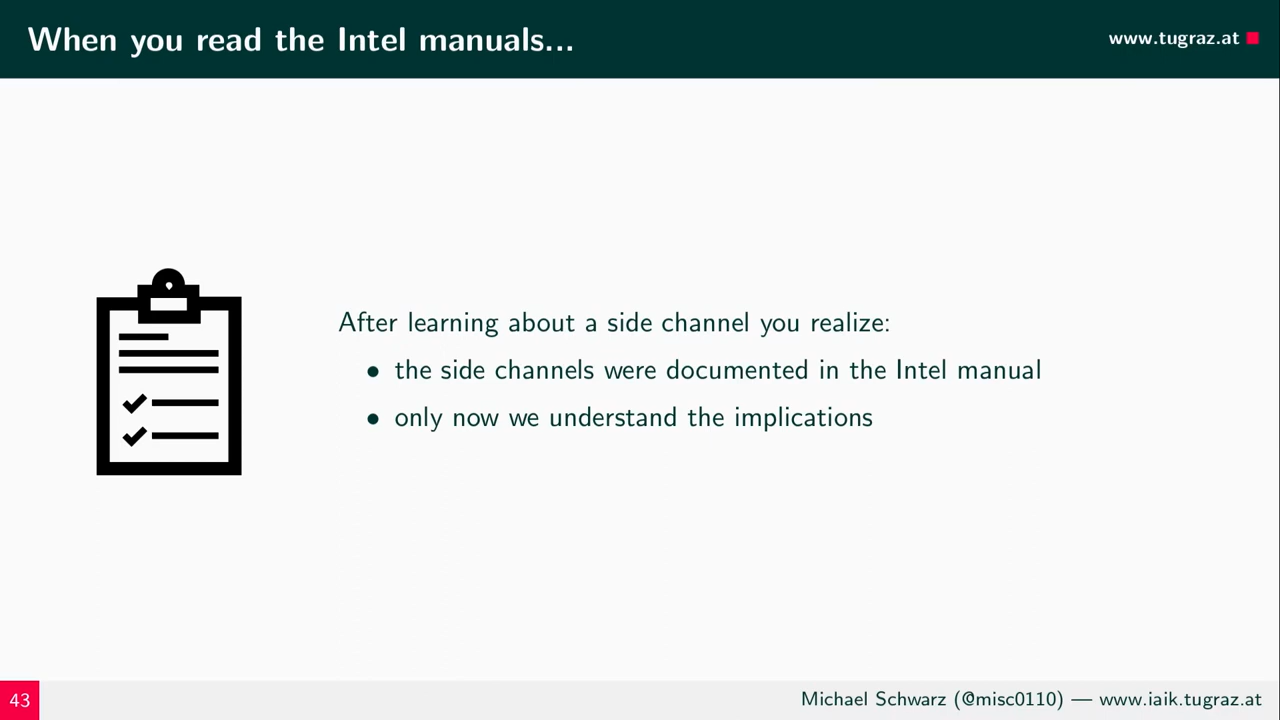 When you read the Intel manuals...
www.tugraz.at
After learning about a side channel you realize:
• the side channels were documented in the Intel manual
• only now we understand the implications
43
Michael Schwarz (@misc0110) — www.iaik.tugraz.at